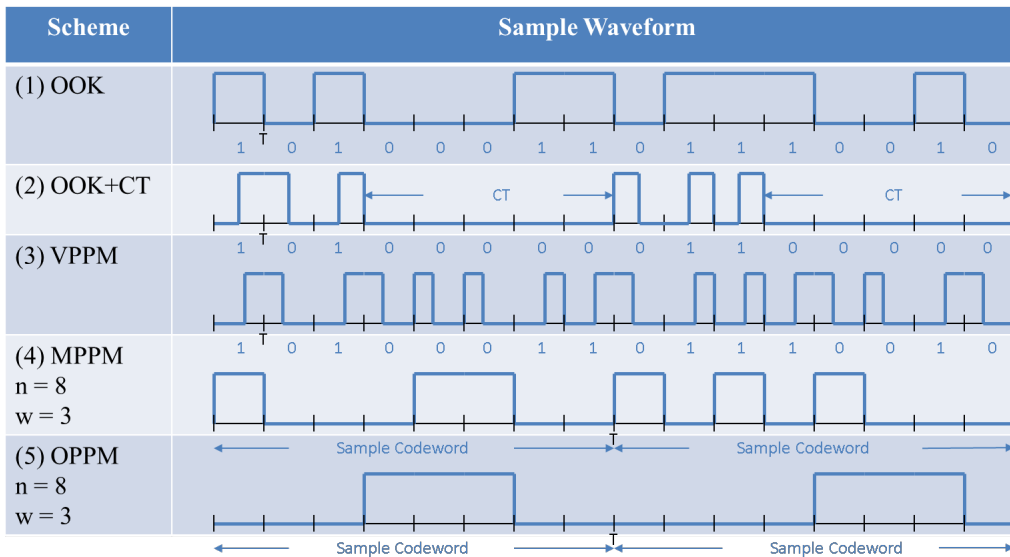 Scheme Sample Waveform
(1) OOK
T
1 0 1 0 0 0 1 1 0 1 1 1 0 0 1 0
(2) OOK+CT CT CT
T
1 0 1 0 0 0 0 0 0 1 1 0 0 0 0 0
(3) VPPM
T
1 0 1 0 0 0 1 1 0 1 1 1 0 0 1 0
(4) MPPM
n = 8
w = 3
T
Sample Codeword Sample Codeword
(5) OPPM
n = 8
w = 3
T
Sample Codeword Sample Codeword